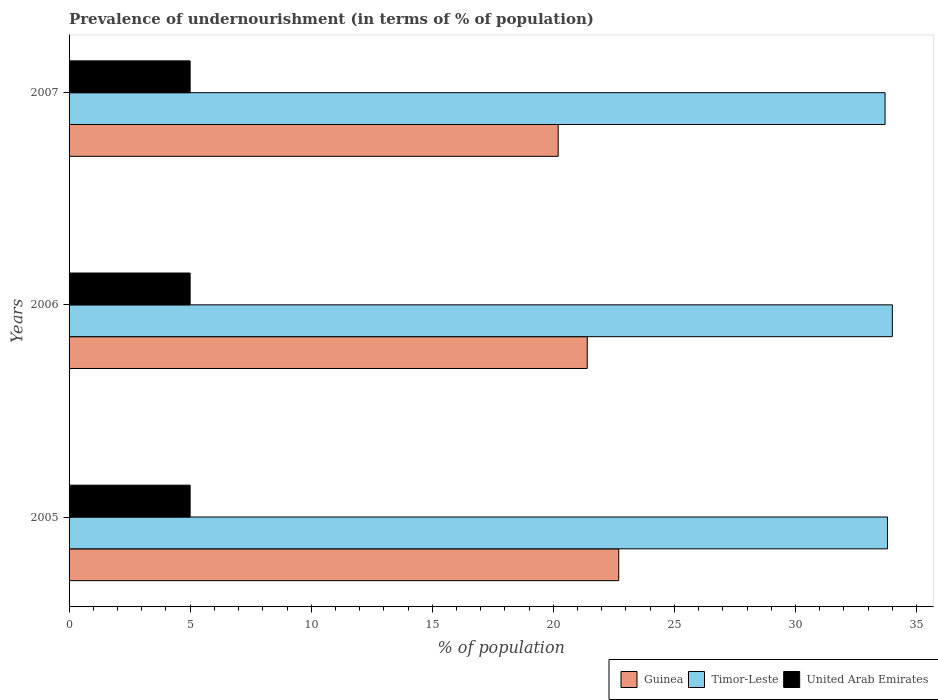 Prevalence of undernourishment (in terms of % of population)
2007
2006
2005
Years
0
5
10
15
20
25
30
35
% of population
Guinea
Timor-Leste
United Arab Emirates